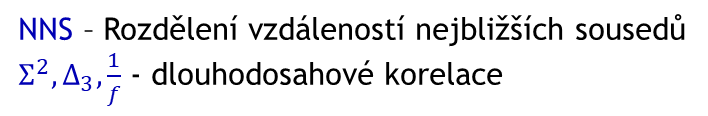 NNS – Rozdělení vzdáleností nejbližších sousedů
Σ², Δ₃, 1/f - dlouhodosahové korelace